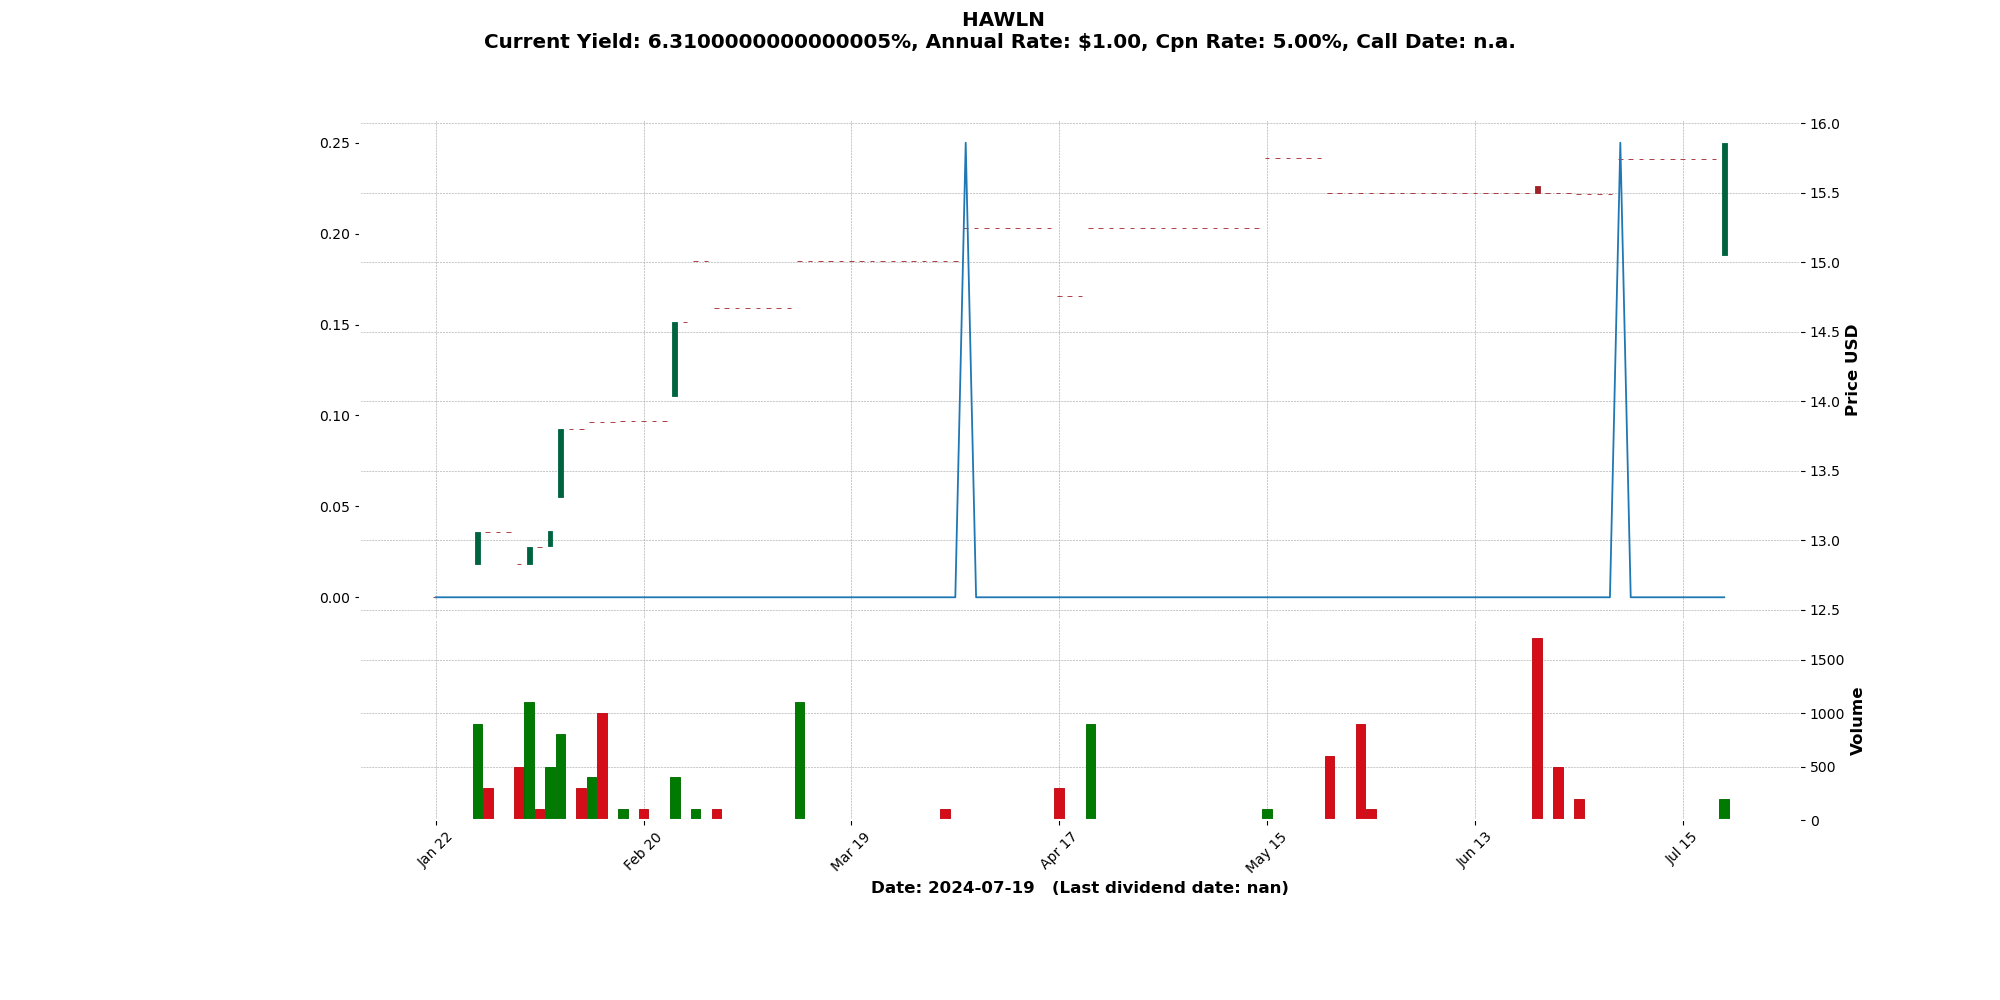 HAWLN
Current Yield: 6.3100000000000005%, Annual Rate: $1.00, Cpn Rate: 5.00%, Call Date: n.a.
0.25
0.20
0.15
0.10
0.05
0.00
16.0
15.5
15.0
14.5
14.0
13.5
13.0
12.5
Price USD
1500
1000
500
0
Volume
Jan 22
Feb 20
Mar 19
Apr 17
May 15
Jun 13
Jul 15
Date: 2024-07-19 (Last dividend date: nan)